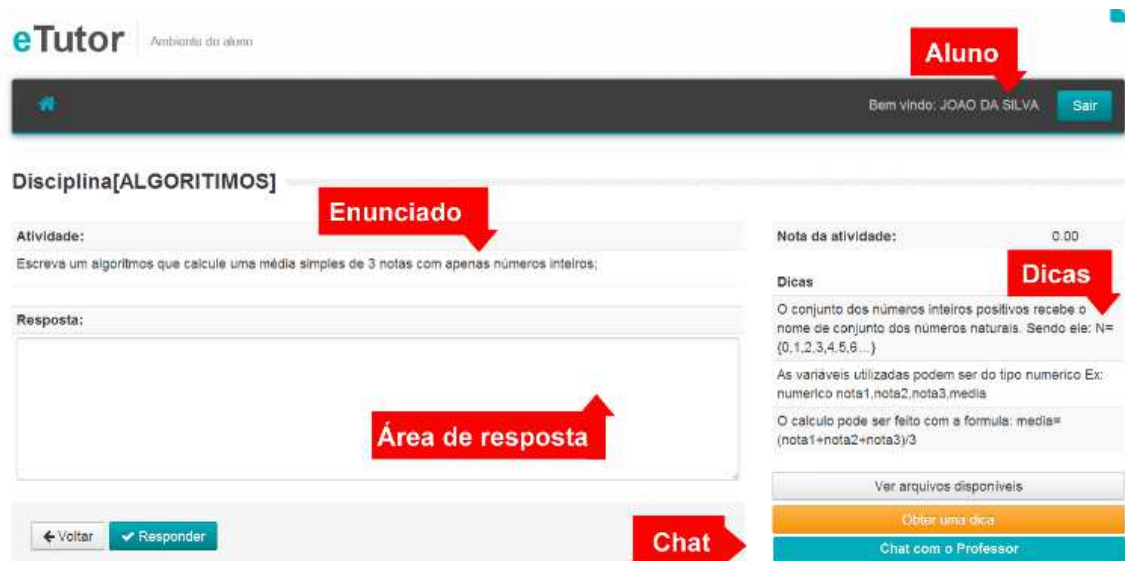 eTutor
Ambiente do aluno
Aluno
Bem vindo: JOAO DA SILVA
Sair
Disciplina[ALGORITIMOS]
Enunciado
Atividade:
Escreva um algoritmos que calcule uma média simples de 3 notas com apenas números inteiros;
Resposta:
Área de resposta
Voltar
Responder
Nota da atividade: 0.00
Dicas
Dicas
O conjunto dos números inteiros positivos recebe o
nome de conjunto dos números naturais. Sendo ele: N=
{0,1,2,3,4,5,6...}
As variáveis utilizadas podem ser do tipo numérico Ex:
numerico nota1,nota2,nota3,media
O calculo pode ser feito com a formula: media=
(nota1+nota2+nota3)/3
Ver arquivos disponíveis
Obter uma dica
Chat
Chat com o Professor